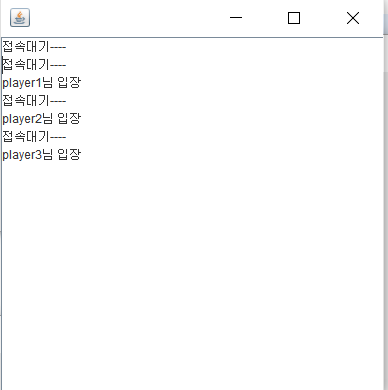 접속대기----
접속대기----
player1님 입장
접속대기----
player2님 입장
접속대기----
player3님 입장